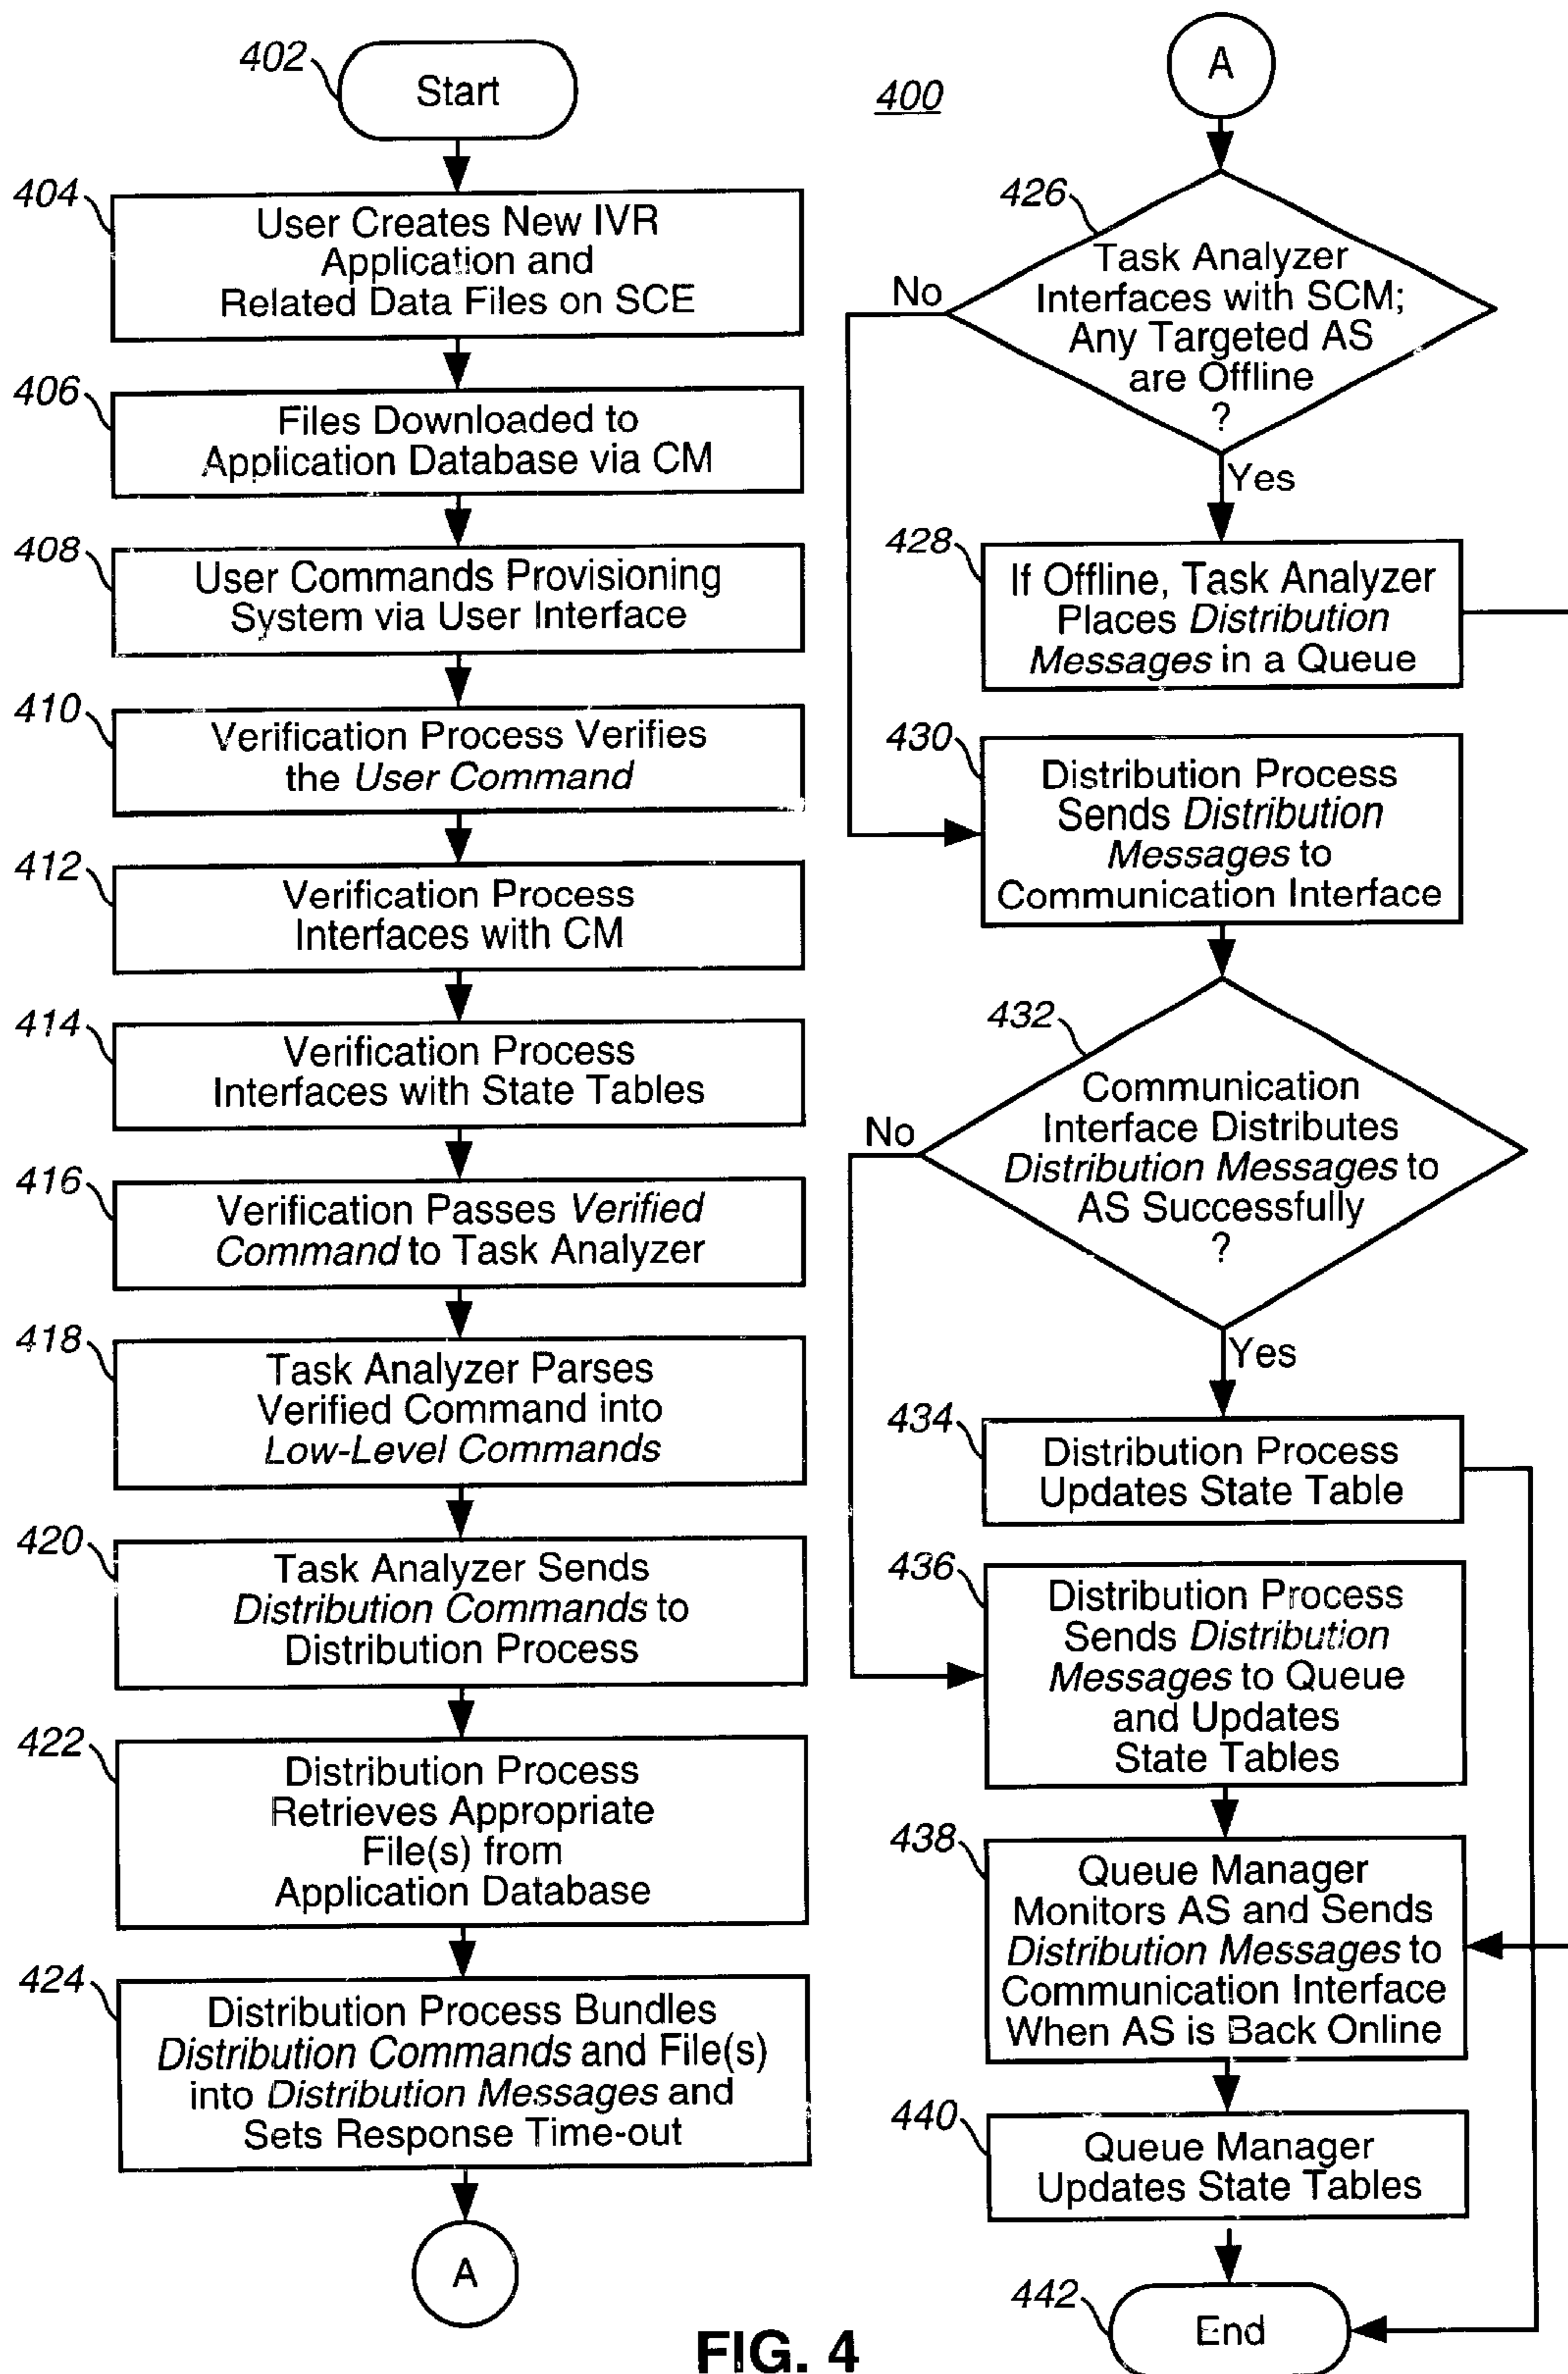 402
Start
404
User Creates New IVR
Application and
Related Data Files on SCE
406
Files Downloaded to
Application Database via CM
408
User Commands Provisioning
System via User Interface
410
Verification Process Verifies
the User Command
412
Verification Process
Interfaces with CM
414
Verification Process
Interfaces with State Tables
416
Verification Passes Verified
Command to Task Analyzer
418
Task Analyzer Parses
Verified Command into
Low-Level Commands
420
Task Analyzer Sends
Distribution Commands to
Distribution Process
422
Distribution Process
Retrieves Appropriate
File(s) from
Application Database
424
Distribution Process Bundles
Distribution Commands and File(s)
into Distribution Messages and
Sets Response Time-out
A
400
A
426
Task Analyzer
Interfaces with SCM;
Any Targeted AS
are Offline
?
No
Yes
428
If Offline, Task Analyzer
Places Distribution
Messages in a Queue
430
Distribution Process
Sends Distribution
Messages to
Communication Interface
432
Communication
Interface Distributes
Distribution Messages to
AS Successfully
?
No
Yes
434
Distribution Process
Updates State Table
436
Distribution Process
Sends Distribution
Messages to Queue
and Updates
State Tables
438
Queue Manager
Monitors AS and Sends
Distribution Messages to
Communication Interface
When AS is Back Online
440
Queue Manager
Updates State Tables
442
End
FIG. 4